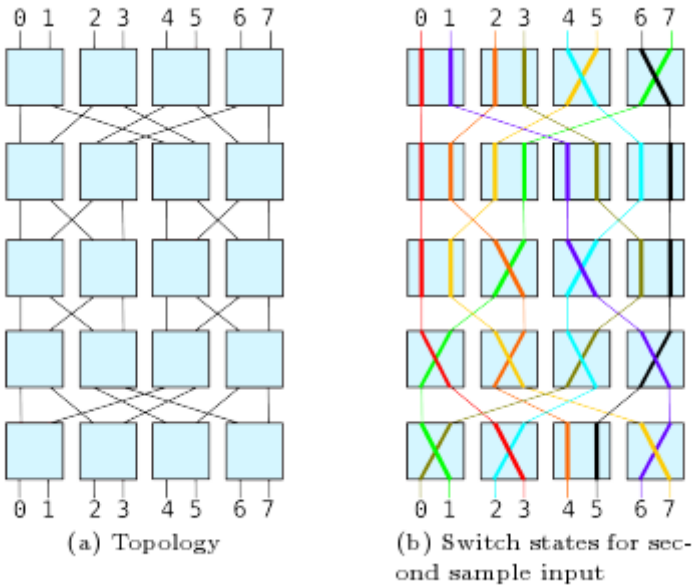 0 1 2 3 4 5 6 7 0 1 2 3 4 5 6 7
0 1 2 3 4 5 6 7 0 1 2 3 4 5 6 7
(a) Topology
(b) Switch states for sec-
ond sample input